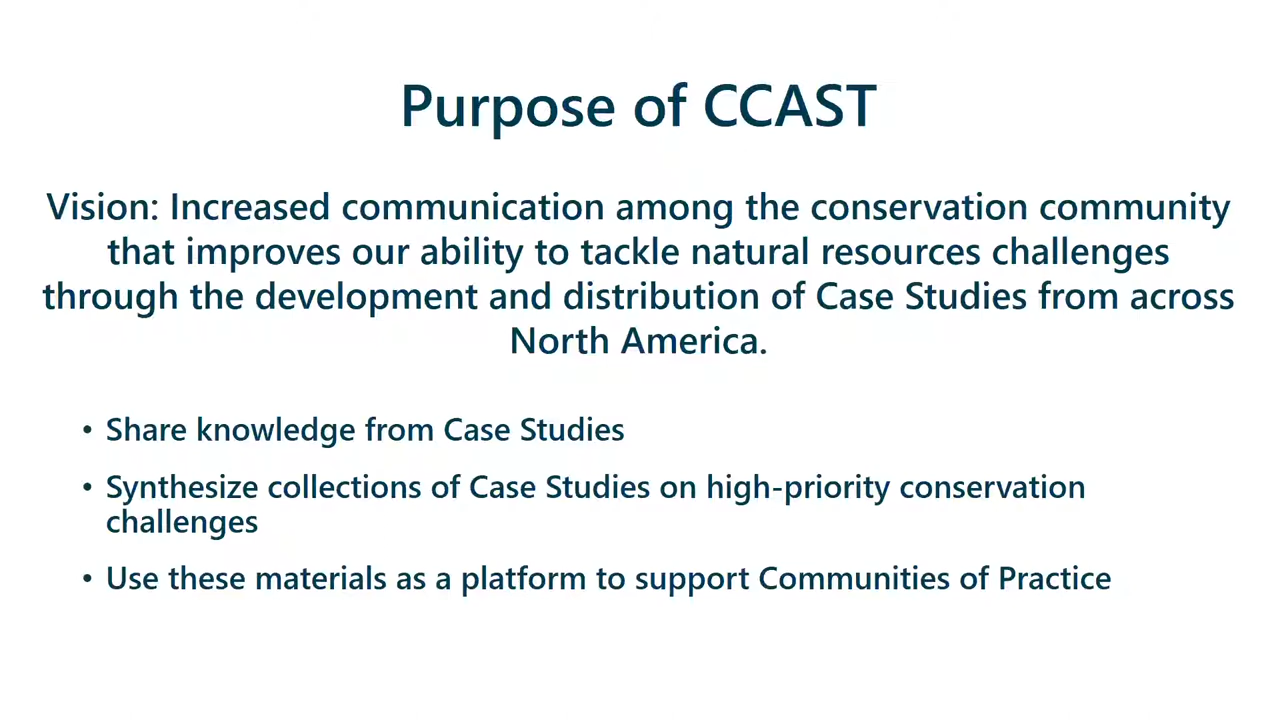 Purpose of CCAST
Vision: Increased communication among the conservation community
that improves our ability to tackle natural resources challenges
through the development and distribution of Case Studies from across
North America.
• Share knowledge from Case Studies
• Synthesize collections of Case Studies on high-priority conservation
challenges
• Use these materials as a platform to support Communities of Practice